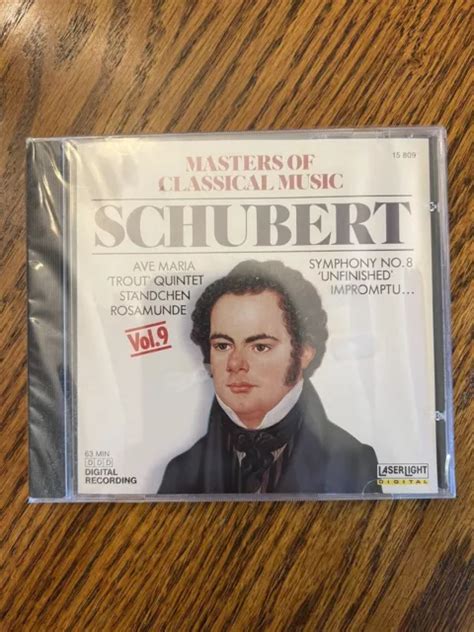 MASTERS OF
CLASSICAL MUSIC
15 809
SCHUBERT
AVE MARIA
'TROUT' QUINTET
STÄNDCHEN
ROSAMUNDE
SYMPHONY NO.8
'UNFINISHED'
IMPROMPTU...
Vol.9
63 MIN
DDD
DIGITAL
RECORDING
LASERLIGHT
DIGITAL